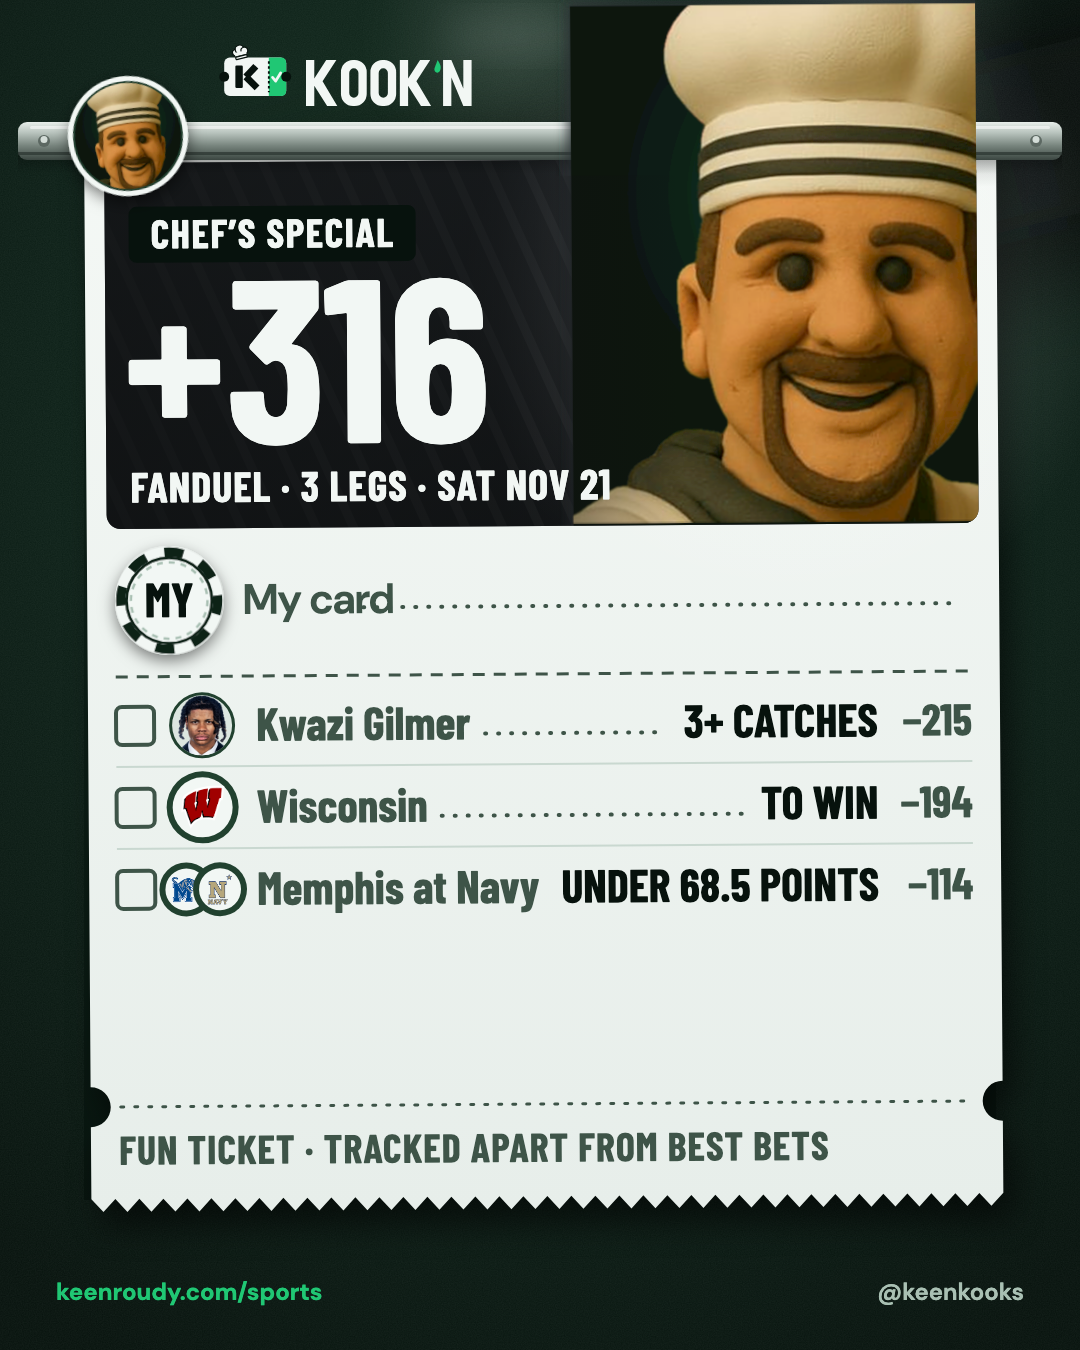 K KOOK'N
CHEF'S SPECIAL
+316
FANDUEL · 3 LEGS · SAT NOV 21
MY My card
Kwazi Gilmer 3+ CATCHES −215
W Wisconsin TO WIN −194
M N NAVY Memphis at Navy UNDER 68.5 POINTS −114
FUN TICKET · TRACKED APART FROM BEST BETS
keenroudy.com/sports @keenkooks